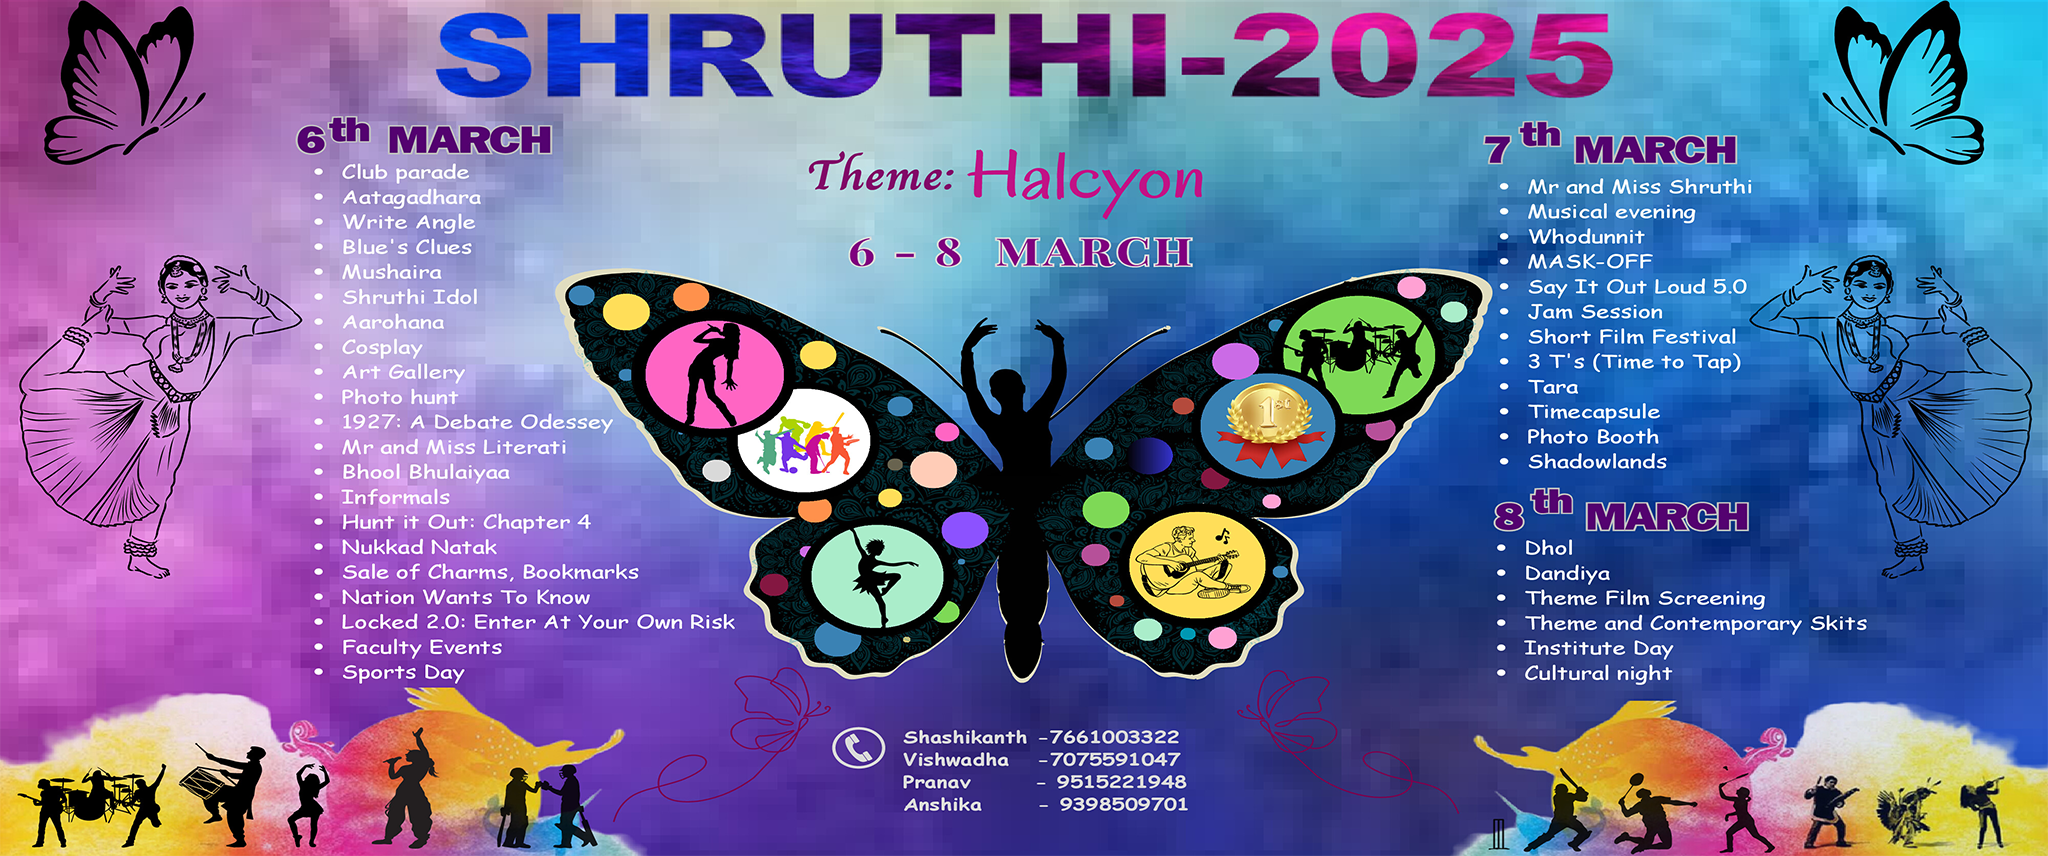 SHRUTHI-2025
Theme: Halcyon
6 - 8 MARCH
6th MARCH
• Club parade
• Aatagadhara
• Write Angle
• Blue's Clues
• Mushaira
• Shruthi Idol
• Aarohana
• Cosplay
• Art Gallery
• Photo hunt
• 1927: A Debate Odessey
• Mr and Miss Literati
• Bhool Bhulaiyaa
• Informals
• Hunt it Out: Chapter 4
• Nukkad Natak
• Sale of Charms, Bookmarks
• Nation Wants To Know
• Locked 2.0: Enter At Your Own Risk
• Faculty Events
• Sports Day
1st
7th MARCH
• Mr and Miss Shruthi
• Musical evening
• Whodunnit
• MASK-OFF
• Say It Out Loud 5.0
• Jam Session
• Short Film Festival
• 3 T's (Time to Tap)
• Tara
• Timecapsule
• Photo Booth
• Shadowlands
8th MARCH
• Dhol
• Dandiya
• Theme Film Screening
• Theme and Contemporary Skits
• Institute Day
• Cultural night
Shashikanth -7661003322
Vishwadha -7075591047
Pranav - 9515221948
Anshika - 9398509701